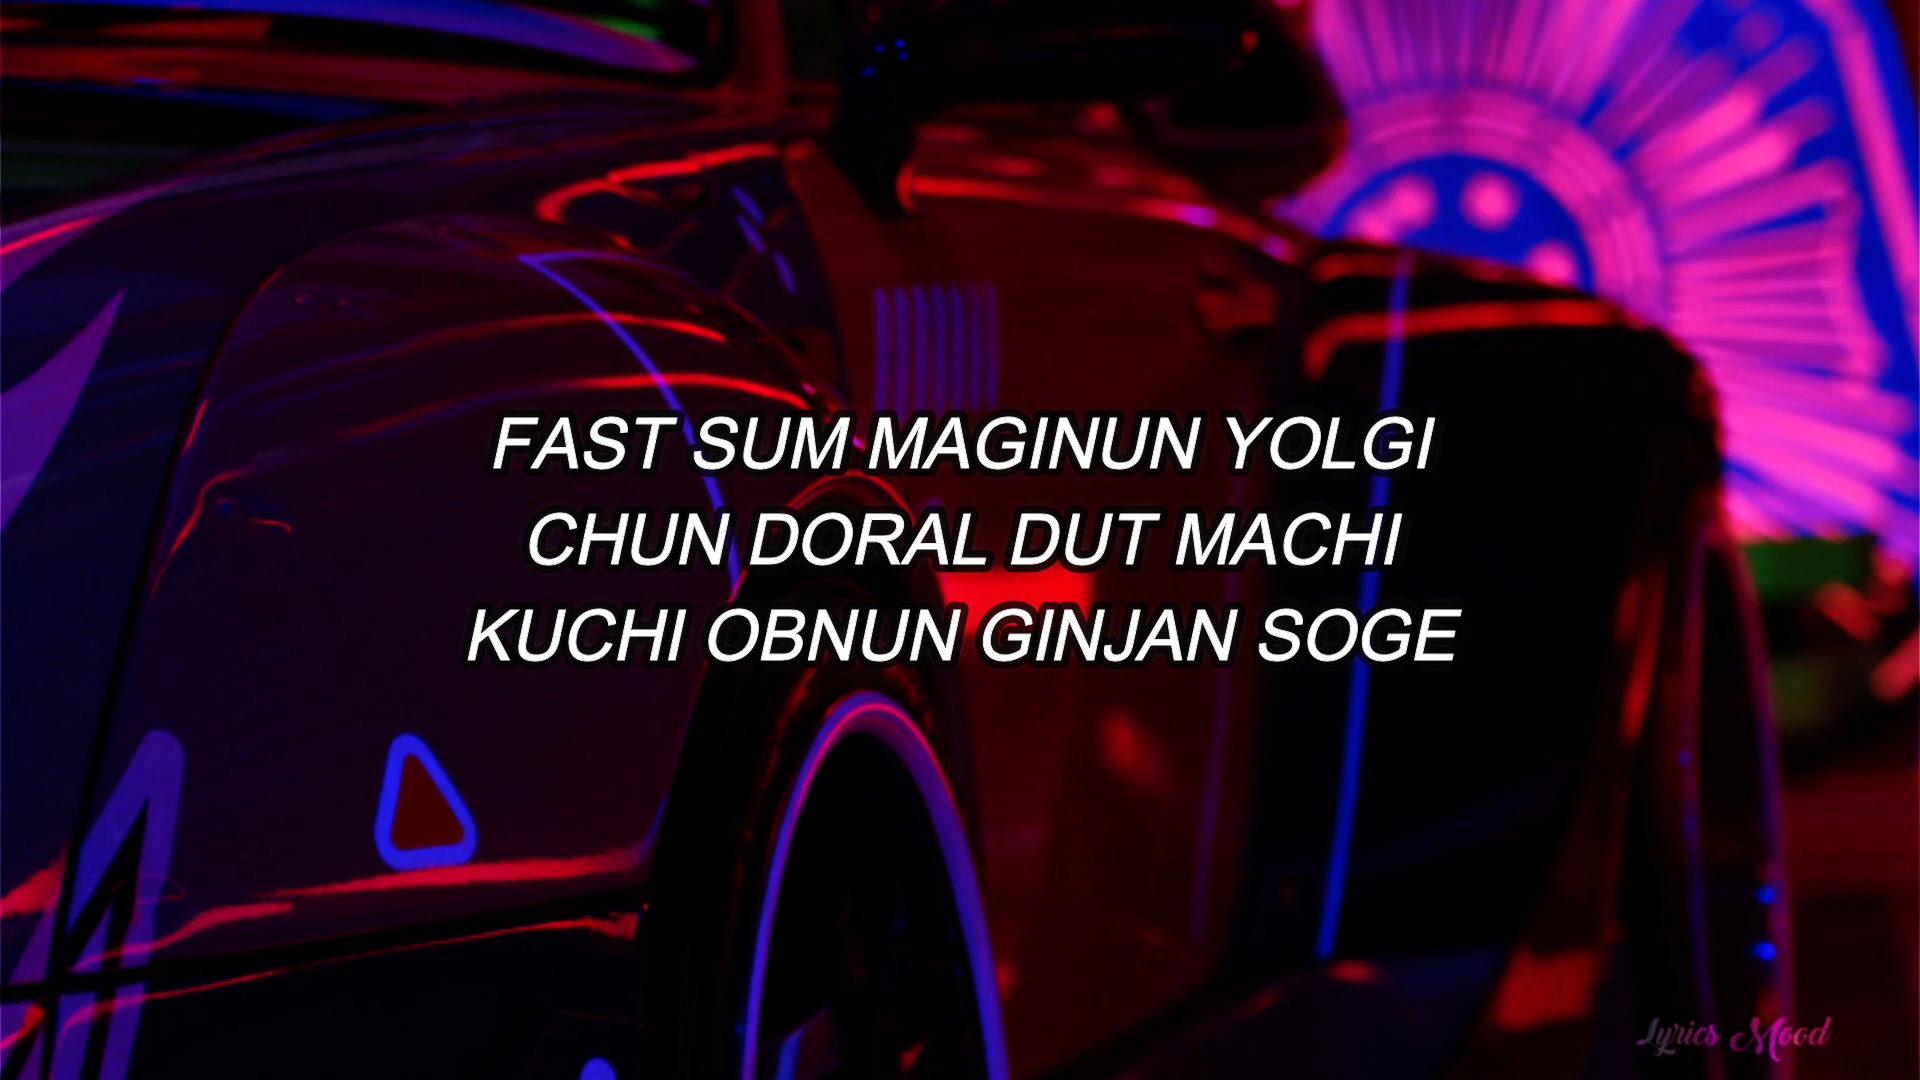 FAST SUM MAGINUN YOLGI
CHUN DORAL DUT MACHI
KUCHI OBNUN GINJAN SOGE
Lyrics Mood